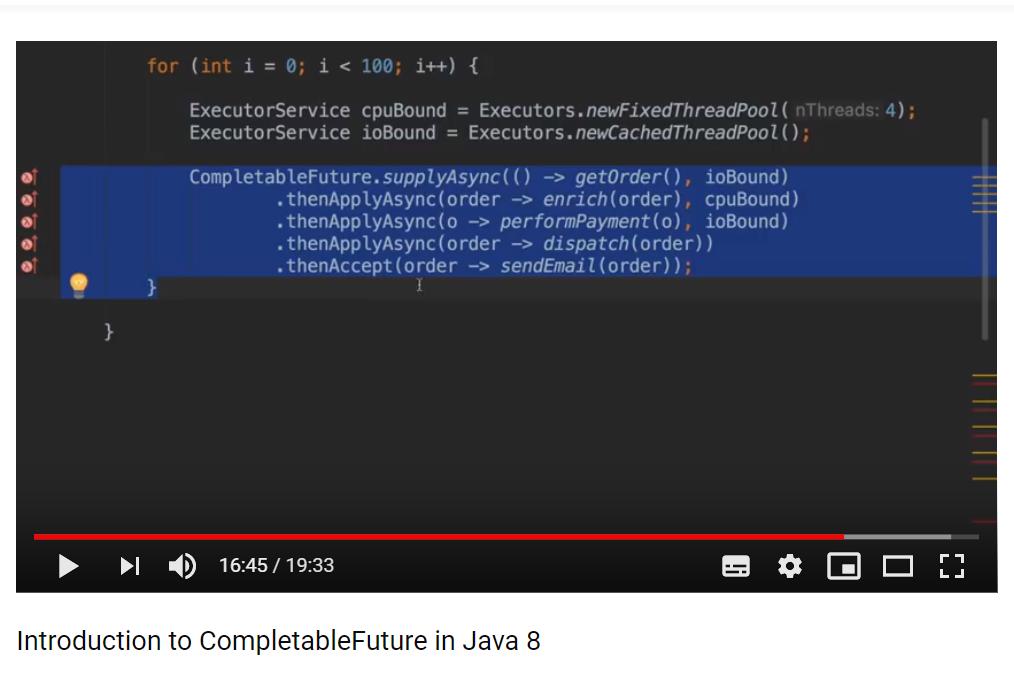 for (int i = 0; i < 100; i++) {
ExecutorService cpuBound = Executors.newFixedThreadPool( nThreads: 4);
ExecutorService ioBound = Executors.newCachedThreadPool();
CompletableFuture.supplyAsync(() -> getOrder(), ioBound)
.thenApplyAsync(order -> enrich(order), cpuBound)
.thenApplyAsync(o -> performPayment(o), ioBound)
.thenApplyAsync(order -> dispatch(order))
.thenAccept(order -> sendEmail(order));
}
}
16:45 / 19:33
Introduction to CompletableFuture in Java 8